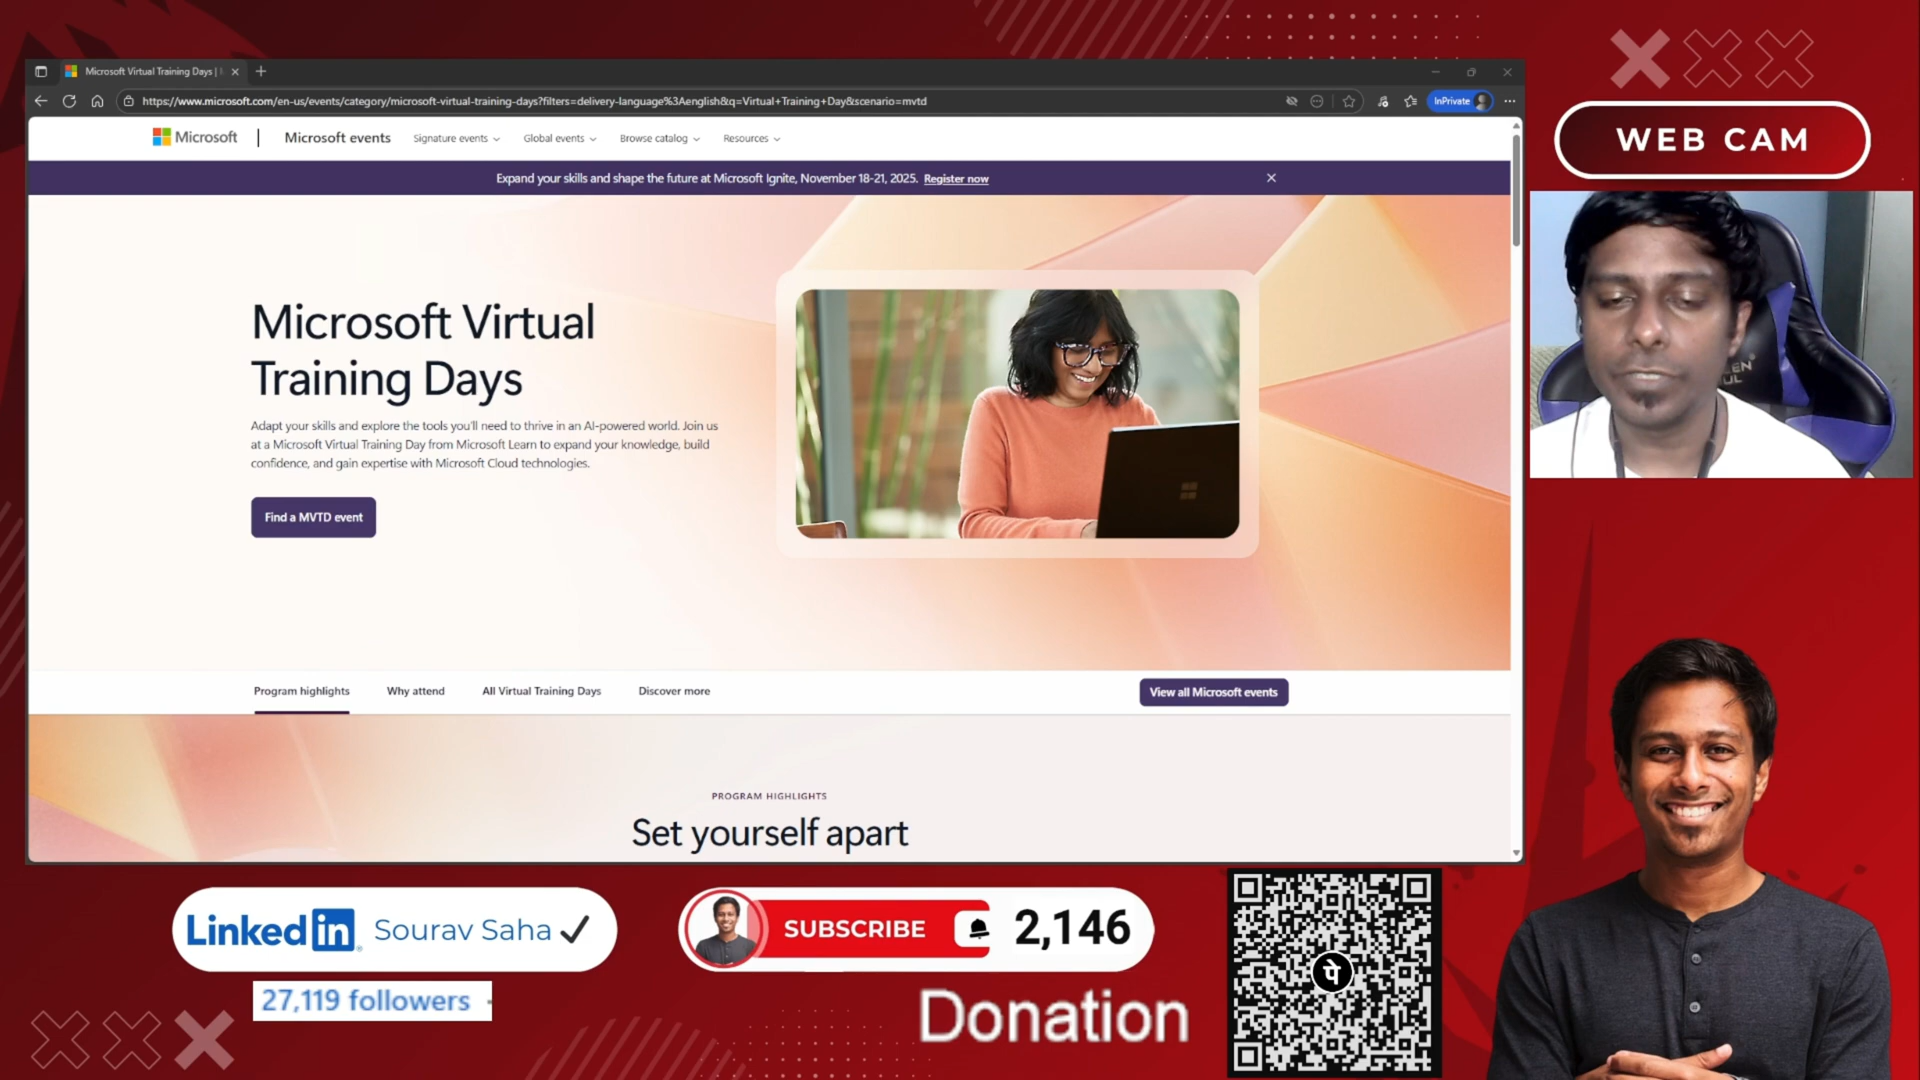 Microsoft Virtual Training Days |
https://www.microsoft.com/en-us/events/category/microsoft-virtual-training-days?filters=delivery-language%3Aenglish&q=Virtual+Training+Day&scenario=mvtd
InPrivate
WEB CAM
Microsoft | Microsoft events Signature events Global events Browse catalog Resources
Expand your skills and shape the future at Microsoft Ignite, November 18-21, 2025. Register now
Microsoft Virtual
Training Days
Adapt your skills and explore the tools you'll need to thrive in an AI-powered world. Join us
at a Microsoft Virtual Training Day from Microsoft Learn to expand your knowledge, build
confidence, and gain expertise with Microsoft Cloud technologies.
Find a MVTD event
Program highlights Why attend All Virtual Training Days Discover more View all Microsoft events
PROGRAM HIGHLIGHTS
Set yourself apart
Linkedin Sourav Saha
27,119 followers
SUBSCRIBE 2,146
Donation
पे